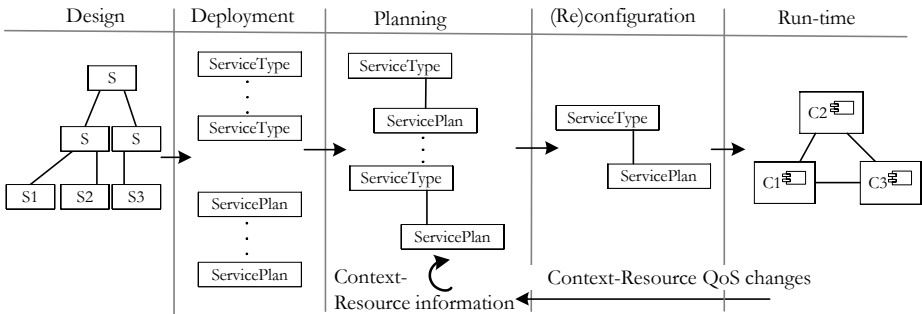 Design
Deployment
Planning
(Re)configuration
Run-time
S
S
S
S1
S2
S3
ServiceType
ServiceType
ServicePlan
ServicePlan
ServiceType
ServicePlan
ServiceType
ServicePlan
Context-
Resource information
ServiceType
ServicePlan
C2
C1
C3
Context-Resource QoS changes